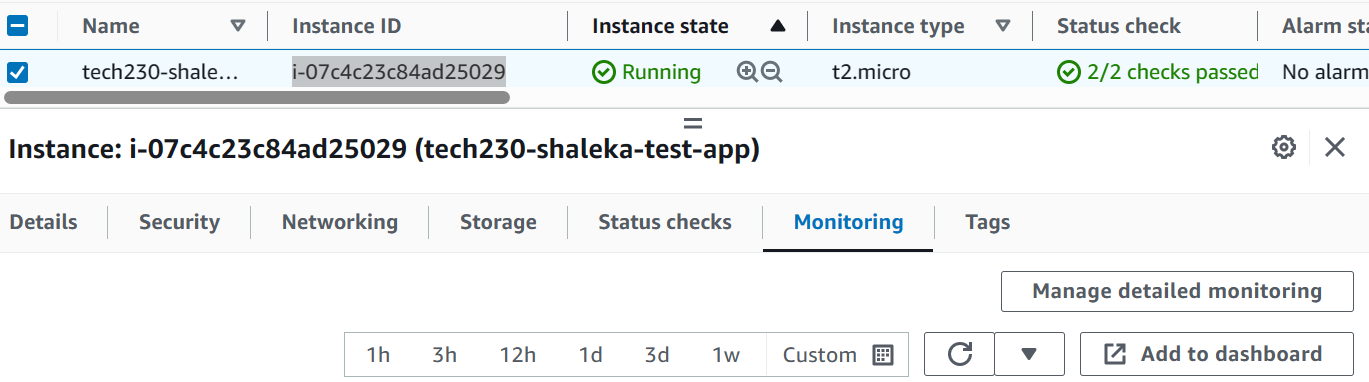 Name Instance ID Instance state Instance type Status check Alarm sta
tech230-shale... i-07c4c23c84ad25029 Running t2.micro 2/2 checks passed No alarm
Instance: i-07c4c23c84ad25029 (tech230-shaleka-test-app)
Details Security Networking Storage Status checks Monitoring Tags
Manage detailed monitoring
1h 3h 12h 1d 3d 1w Custom Add to dashboard